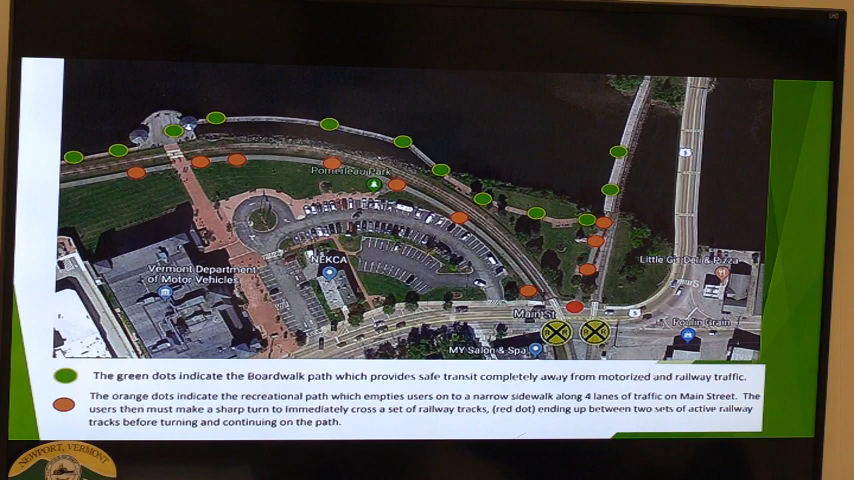 Pomerleau Park
5
NEKCA
Vermont Department
of Motor Vehicles
Little G's Deli & Pizza
Main St
5
Poulin Grain
MY Salon & Spa
The green dots indicate the Boardwalk path which provides safe transit completely away from motorized and railway traffic.
The orange dots indicate the recreational path which empties users on to a narrow sidewalk along 4 lanes of traffic on Main Street. The
users then must make a sharp turn to immediately cross a set of railway tracks, (red dot) ending up between two sets of active railway
tracks before turning and continuing on the path.
NEWPORT, VERMONT